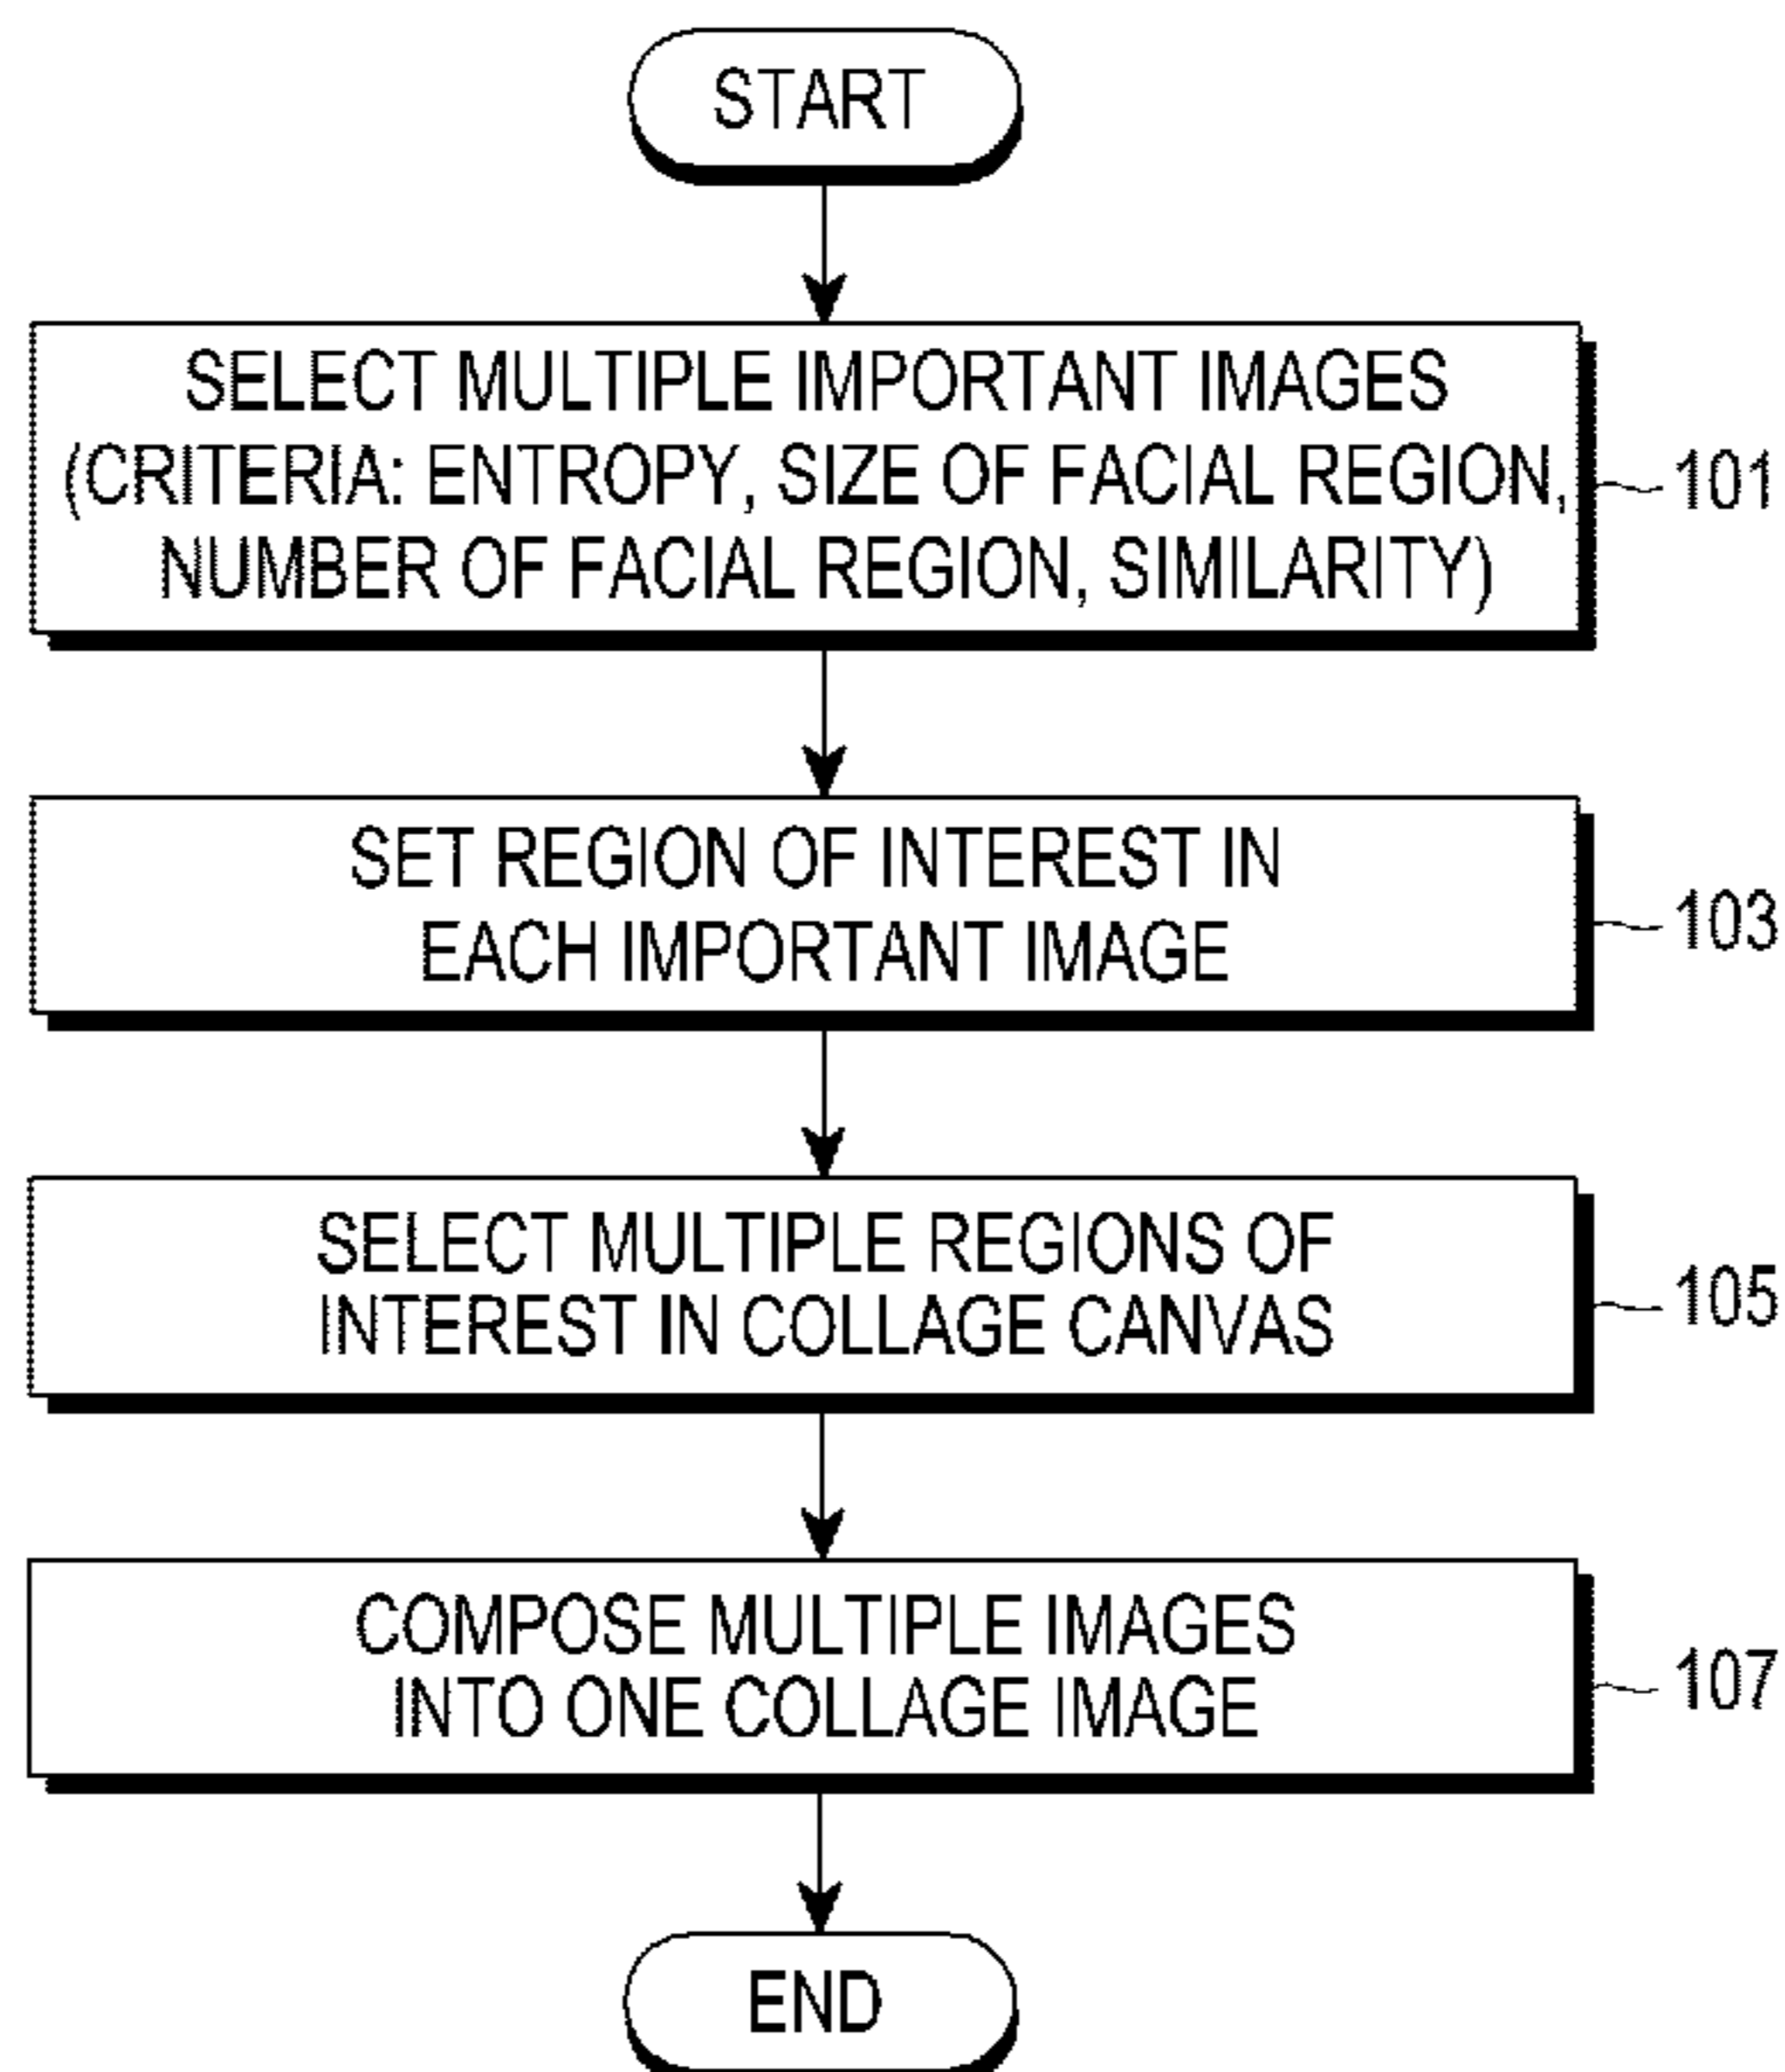 START
SELECT MULTIPLE IMPORTANT IMAGES
(CRITERIA: ENTROPY, SIZE OF FACIAL REGION,
NUMBER OF FACIAL REGION, SIMILARITY)
101
SET REGION OF INTEREST IN
EACH IMPORTANT IMAGE
103
SELECT MULTIPLE REGIONS OF
INTEREST IN COLLAGE CANVAS
105
COMPOSE MULTIPLE IMAGES
INTO ONE COLLAGE IMAGE
107
END